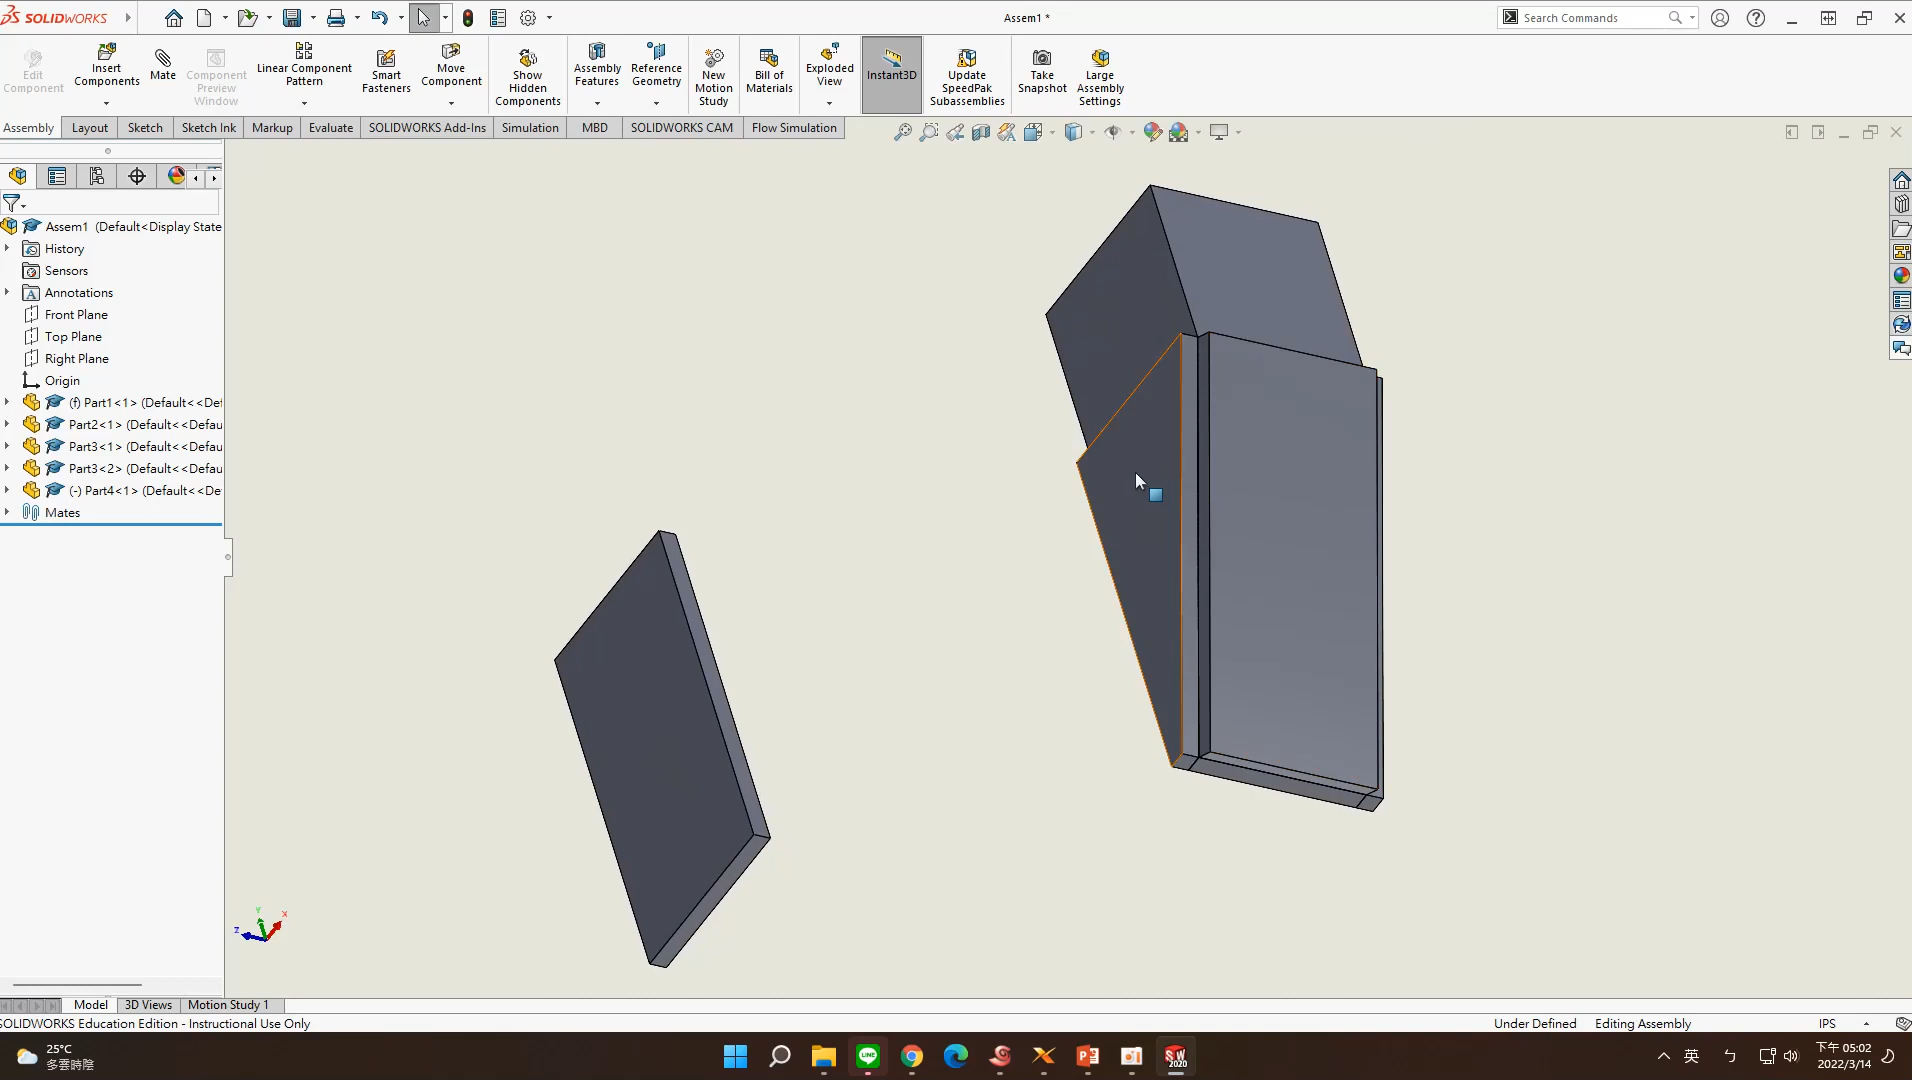 SOLIDWORKS
Assem1 *
Search Commands
Edit
Component
Insert
Components
Mate
Component
Preview
Window
Linear Component
Pattern
Smart
Fasteners
Move
Component
Show
Hidden
Components
Assembly
Features
Reference
Geometry
New
Motion
Study
Bill of
Materials
Exploded
View
Instant3D
Update
SpeedPak
Subassemblies
Take
Snapshot
Large
Assembly
Settings
Assembly Layout Sketch Sketch Ink Markup Evaluate SOLIDWORKS Add-Ins Simulation MBD SOLIDWORKS CAM Flow Simulation
Assem1 (Default<Display State
History
Sensors
Annotations
Front Plane
Top Plane
Right Plane
Origin
(f) Part1<1> (Default<<De
Part2<1> (Default<<Defau
Part3<1> (Default<<Defau
Part3<2> (Default<<Defau
(-) Part4<1> (Default<<De
Mates
Y
X
Z
Model 3D Views Motion Study 1
SOLIDWORKS Education Edition - Instructional Use Only
Under Defined Editing Assembly IPS
25°C
多雲時陰
LINE
SW
2020
英
ㄅ
下午 05:02
2022/3/14